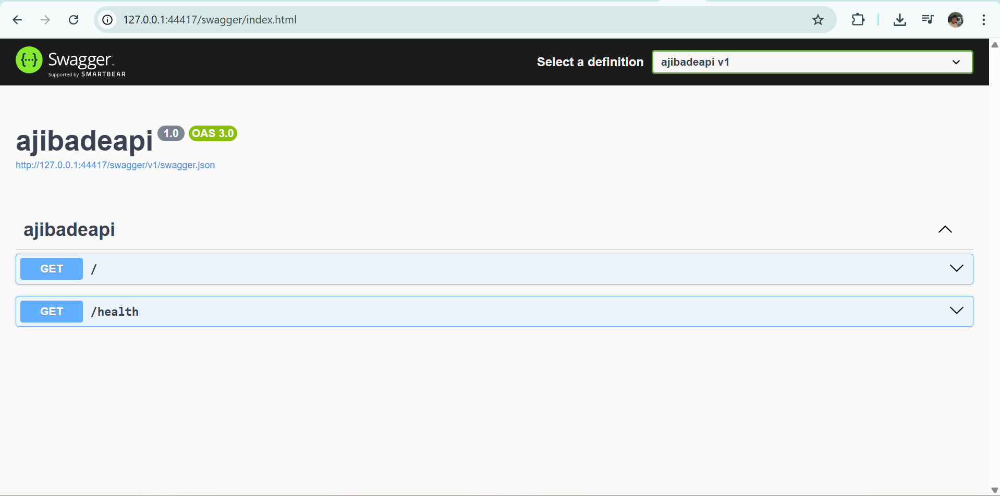 127.0.0.1:44417/swagger/index.html
Swagger™
Supported by SMARTBEAR
Select a definition
ajibadeapi v1
ajibadeapi 1.0 OAS 3.0
http://127.0.0.1:44417/swagger/v1/swagger.json
ajibadeapi
GET /
GET /health